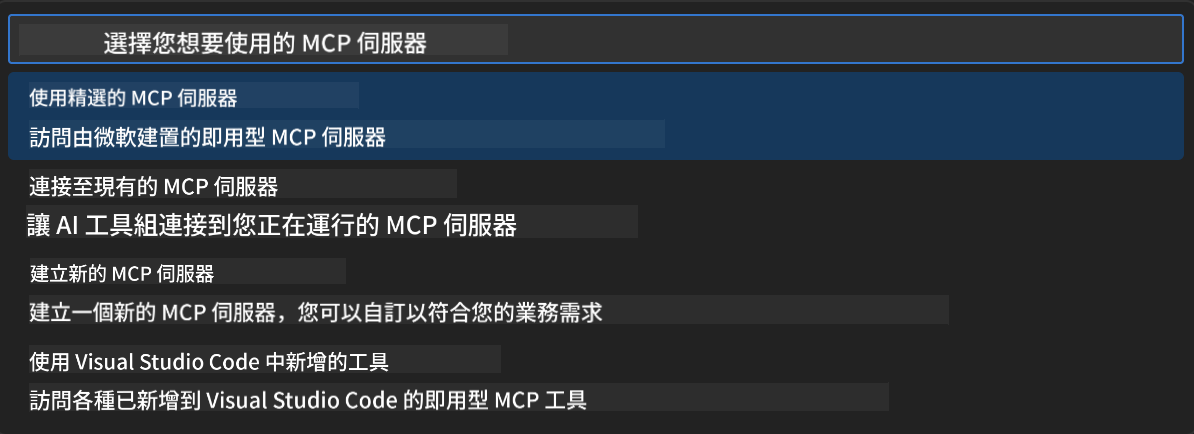 選擇您想要使用的 MCP 伺服器
使用精選的 MCP 伺服器
訪問由微軟建置的即用型 MCP 伺服器
連接至現有的 MCP 伺服器
讓 AI 工具組連接到您正在運行的 MCP 伺服器
建立新的 MCP 伺服器
建立一個新的 MCP 伺服器，您可以自訂以符合您的業務需求
使用 Visual Studio Code 中新增的工具
訪問各種已新增到 Visual Studio Code 的即用型 MCP 工具